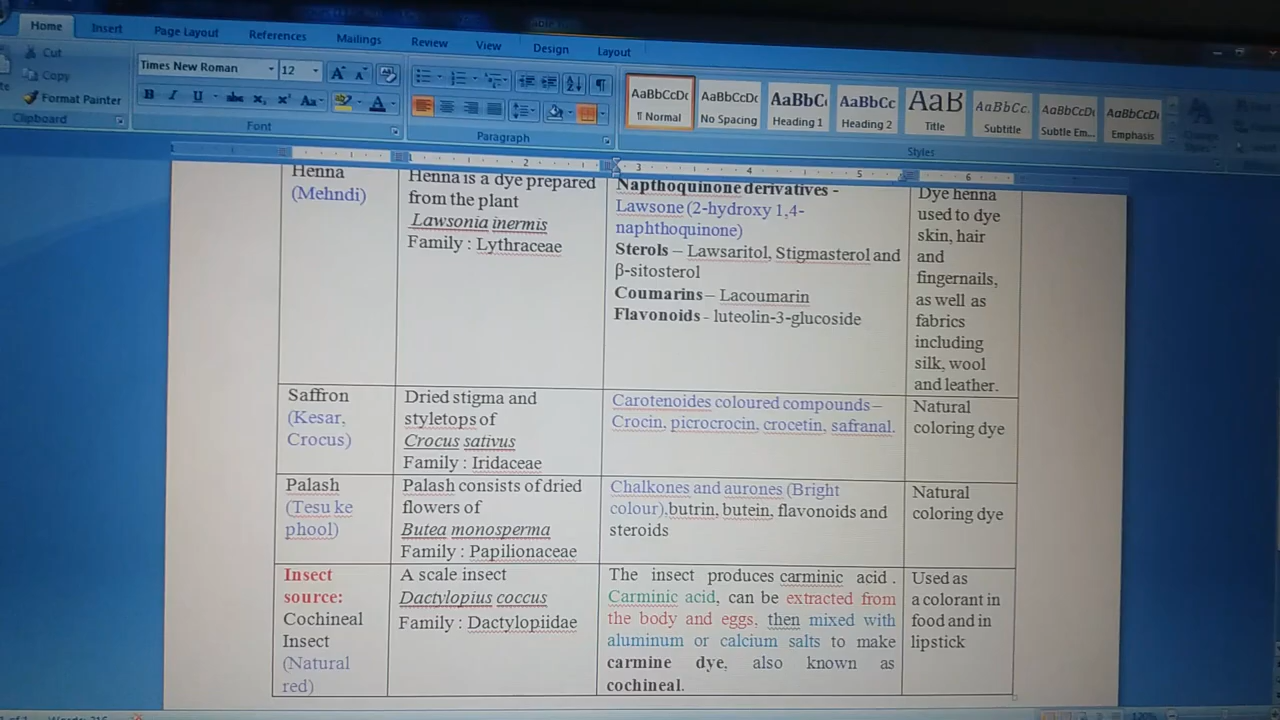 Home Insert Page Layout References Mailings Review View Design Layout
Cut
Copy
Format Painter
Clipboard
Times New Roman 12
Font
Paragraph
AaBbCcDc AaBbCcDc AaBbC AaBbCc AaB AaBbCc. AaBbCcDc AaBbCcDc
¶ Normal No Spacing Heading 1 Heading 2 Title Subtitle Subtle Em... Emphasis
Styles
2 3 4 5 6
Henna
(Mehndi)
Henna is a dye prepared
from the plant
Lawsonia inermis
Family : Lythraceae
Napthoquinone derivatives -
Lawsone (2-hydroxy 1,4-
naphthoquinone)
Sterols – Lawsaritol, Stigmasterol and
β-sitosterol
Coumarins – Lacoumarin
Flavonoids - luteolin-3-glucoside
Dye henna
used to dye
skin, hair
and
fingernails,
as well as
fabrics
including
silk, wool
and leather.
Saffron
(Kesar,
Crocus)
Dried stigma and
styletops of
Crocus sativus
Family : Iridaceae
Carotenoides coloured compounds –
Crocin, picrocrocin, crocetin, safranal.
Natural
coloring dye
Palash
(Tesu ke
phool)
Palash consists of dried
flowers of
Butea monosperma
Family : Papilionaceae
Chalkones and aurones (Bright
colour),butrin, butein, flavonoids and
steroids
Natural
coloring dye
Insect
source:
Cochineal
Insect
(Natural
red)
A scale insect
Dactylopius coccus
Family : Dactylopiidae
The insect produces carminic acid .
Carminic acid, can be extracted from
the body and eggs, then mixed with
aluminum or calcium salts to make
carmine dye, also known as
cochineal.
Used as
a colorant in
food and in
lipstick